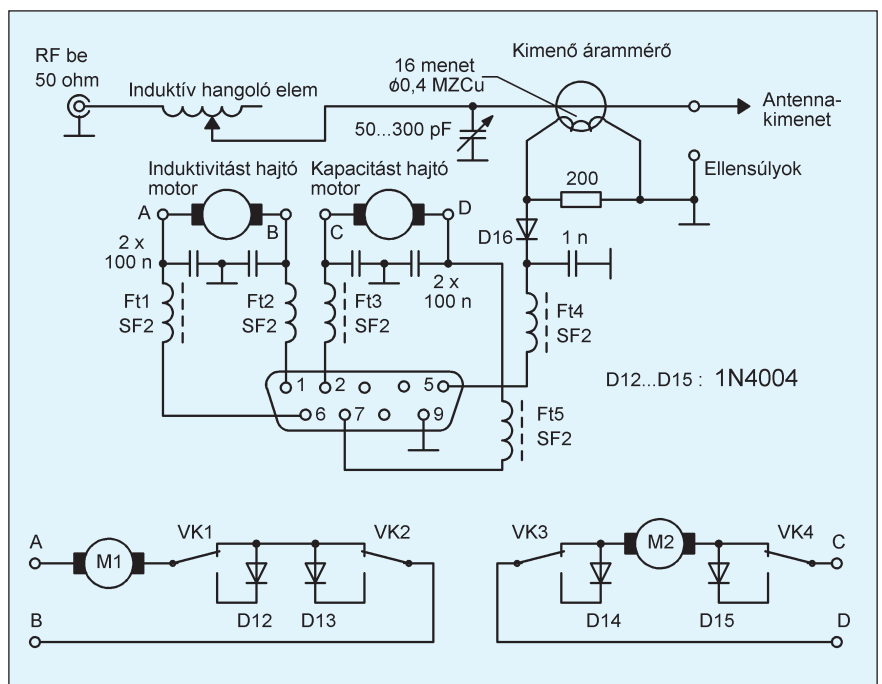 RF be
50 ohm
Induktív hangoló elem
16 menet
ø0,4 MZCu
Kimenő árammérő
50...300 pF
Antenna-
kimenet
Ellensúlyok
Induktivitást hajtó
motor
Kapacitást hajtó
motor
200
A
B
C
D
D16
1 n
2 x
100 n
2 x
100 n
Ft1
SF2
Ft2
SF2
Ft3
SF2
Ft4
SF2
D12...D15 : 1N4004
1
2
5
6
7
9
Ft5
SF2
A
M1
VK1
VK2
VK3
M2
VK4
C
B
D12
D13
D14
D15
D